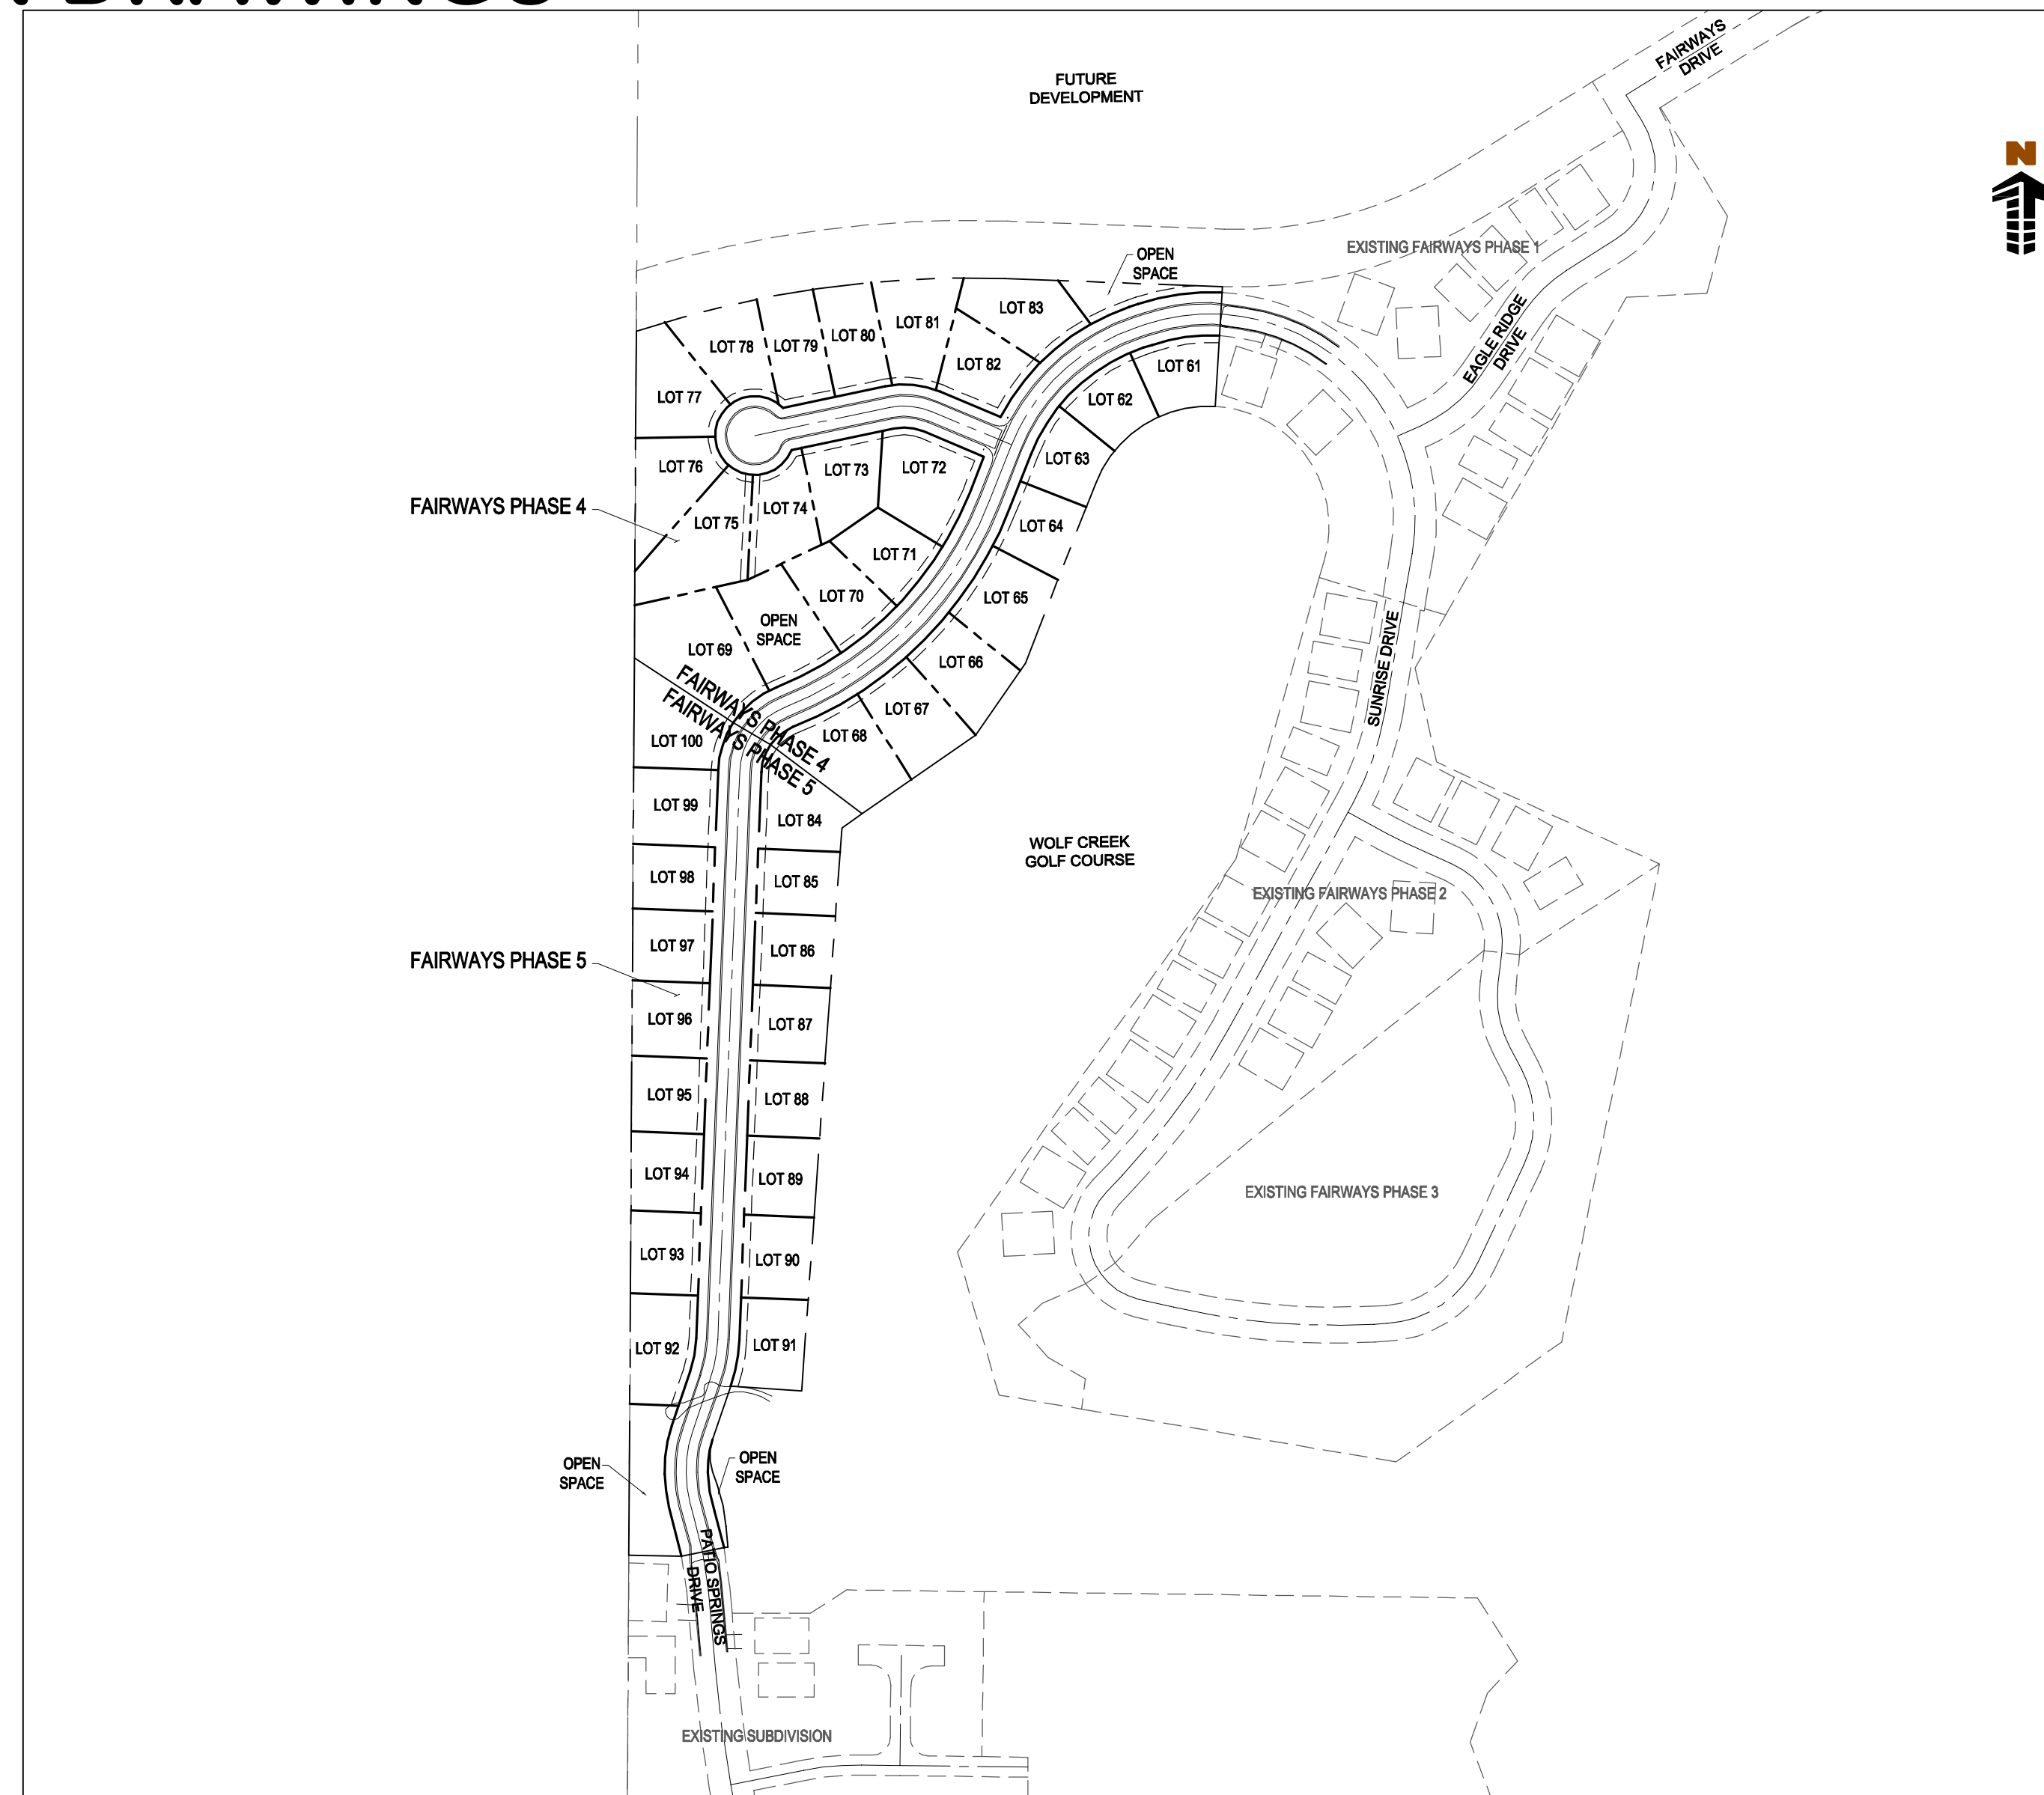 FAIRWAYS
DRIVE
FUTURE
DEVELOPMENT
N
EXISTING FAIRWAYS PHASE 1
OPEN
SPACE
LOT 83
LOT 81
LOT 80
LOT 79
LOT 78
LOT 82
LOT 61
EAGLE RIDGE
DRIVE
LOT 77
LOT 62
LOT 76
LOT 73
LOT 72
LOT 63
FAIRWAYS PHASE 4
LOT 75
LOT 74
LOT 64
LOT 71
LOT 70
LOT 65
OPEN
SPACE
LOT 69
LOT 66
SUNRISE DRIVE
FAIRWAYS PHASE 4
FAIRWAYS PHASE 5
LOT 67
LOT 68
LOT 100
LOT 99
LOT 84
WOLF CREEK
GOLF COURSE
LOT 98
LOT 85
EXISTING FAIRWAYS PHASE 2
LOT 97
LOT 86
FAIRWAYS PHASE 5
LOT 96
LOT 87
LOT 95
LOT 88
LOT 94
LOT 89
EXISTING FAIRWAYS PHASE 3
LOT 93
LOT 90
LOT 92
LOT 91
OPEN
SPACE
OPEN
SPACE
PATIO SPRINGS
DRIVE
EXISTING SUBDIVISION